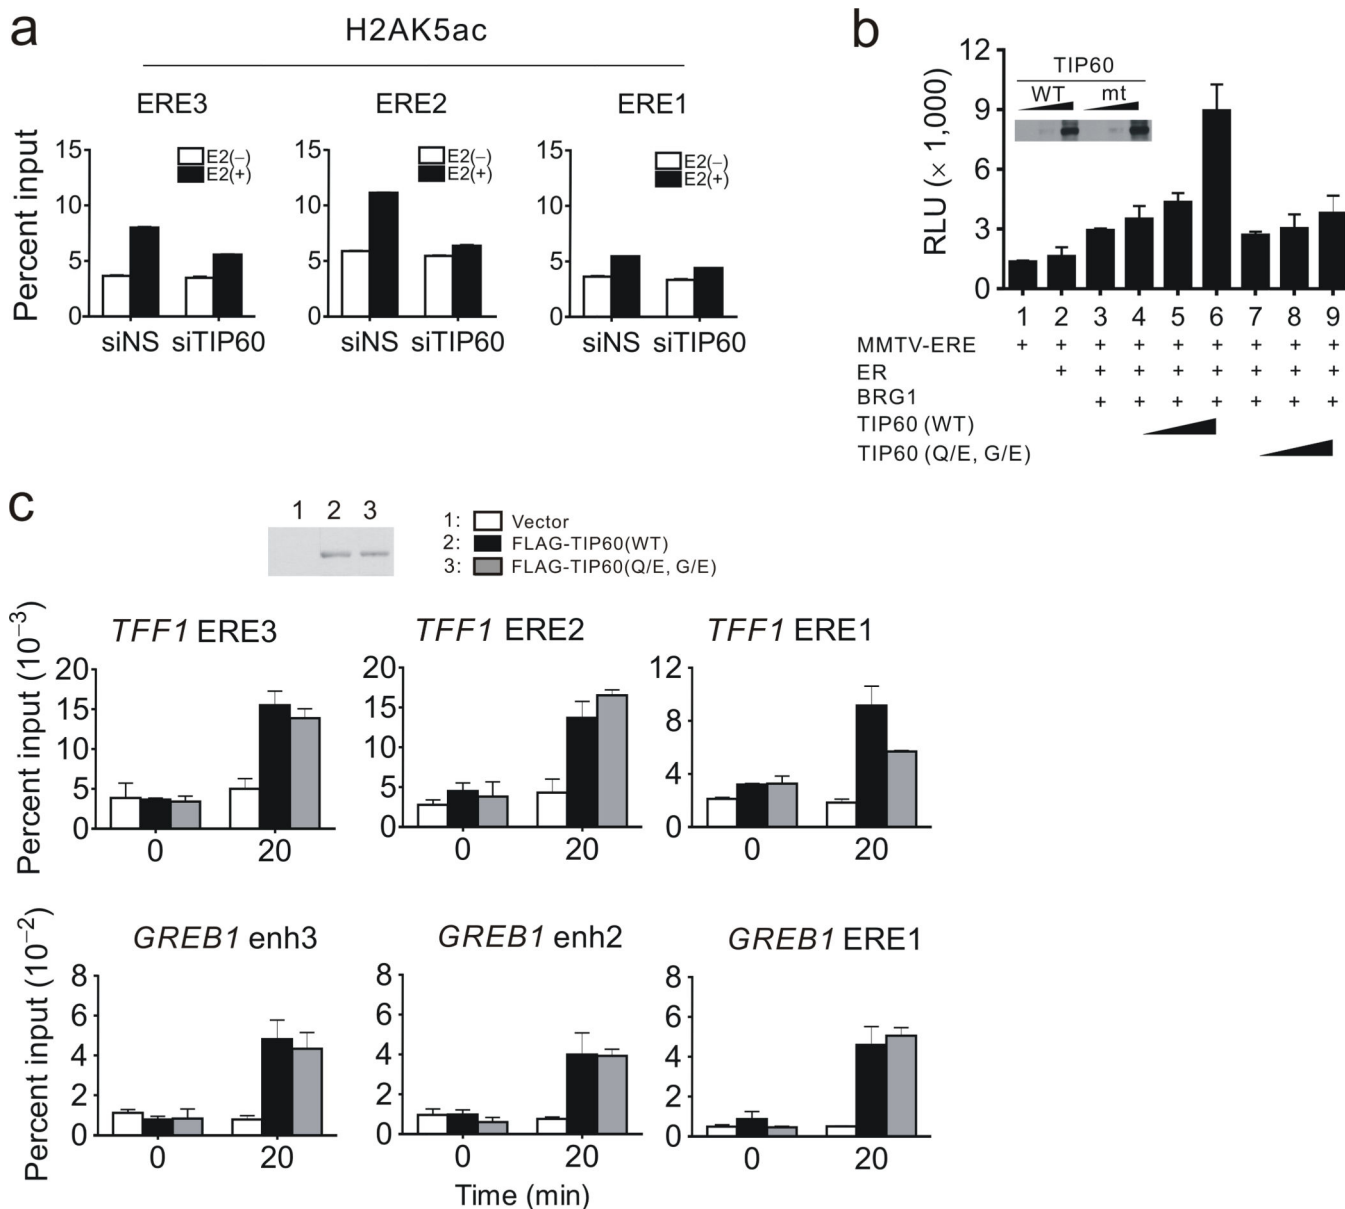 a
H2AK5ac
ERE3 ERE2 ERE1
Percent input
15 15 15
10 10 10
5 5 5
0 0 0
E2(−) E2(−) E2(−)
E2(+) E2(+) E2(+)
siNS siTIP60 siNS siTIP60 siNS siTIP60
b
RLU (× 1,000)
12
9
6
3
0
TIP60
WT mt
1 2 3 4 5 6 7 8 9
MMTV-ERE + + + + + + + + +
ER + + + + + + + +
BRG1 + + + + + + +
TIP60 (WT)
TIP60 (Q/E, G/E)
c
1 2 3
1: Vector
2: FLAG-TIP60(WT)
3: FLAG-TIP60(Q/E, G/E)
TFF1 ERE3 TFF1 ERE2 TFF1 ERE1
Percent input (10⁻³)
20 20 12
15 15 8
10 10 4
5 5 0
0 0
0 20 0 20 0 20
GREB1 enh3 GREB1 enh2 GREB1 ERE1
Percent input (10⁻²)
8 8 8
6 6 6
4 4 4
2 2 2
0 0 0
0 20 0 20 0 20
Time (min)